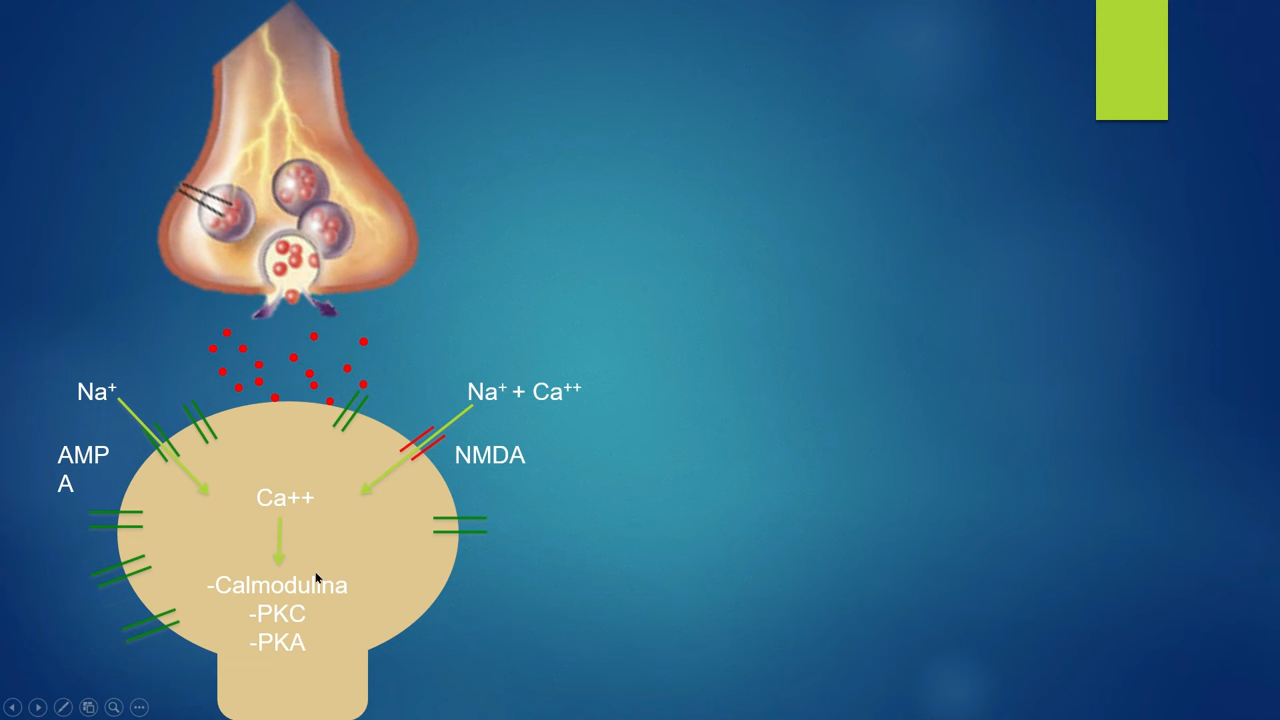 Na⁺
Na⁺ + Ca⁺⁺
AMP
A
NMDA
Ca++
-Calmodulina
-PKC
-PKA